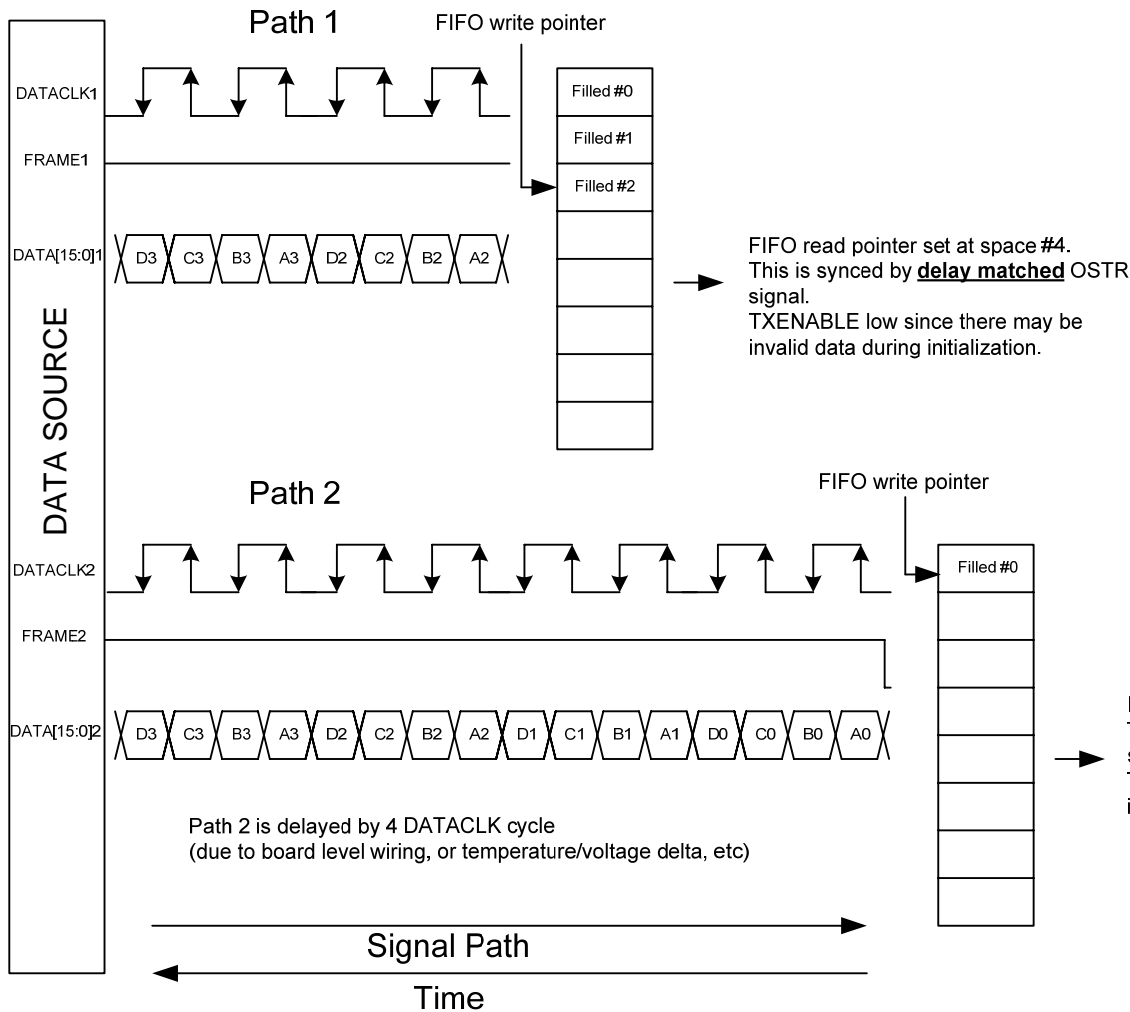 Path 1
FIFO write pointer
DATACLK1
Filled #0
Filled #1
FRAME1
Filled #2
DATA[15:0]1
D3 C3 B3 A3 D2 C2 B2 A2
FIFO read pointer set at space #4.
This is synced by delay matched OSTR
signal.
TXENABLE low since there may be
invalid data during initialization.
DATA SOURCE
Path 2
FIFO write pointer
DATACLK2
Filled #0
FRAME2
DATA[15:0]2
D3 C3 B3 A3 D2 C2 B2 A2 D1 C1 B1 A1 D0 C0 B0 A0
Path 2 is delayed by 4 DATACLK cycle
(due to board level wiring, or temperature/voltage delta, etc)
Signal Path
Time